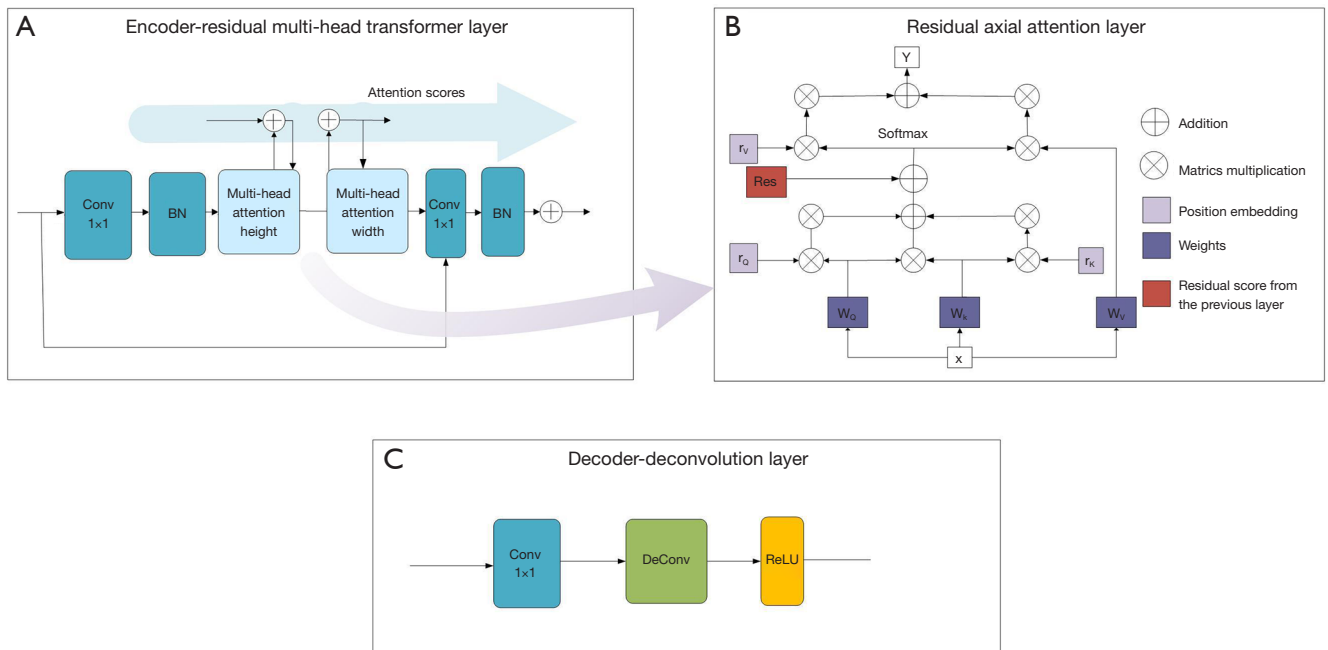 A
Encoder-residual multi-head transformer layer
Attention scores
Conv
1×1
BN
Multi-head
attention
height
Multi-head
attention
width
Conv
1×1
BN
B
Residual axial attention layer
Y
Softmax
rV
Res
rQ
rK
WQ
Wk
WV
x
Addition
Matrics multiplication
Position embedding
Weights
Residual score from
the previous layer
C
Decoder-deconvolution layer
Conv
1×1
DeConv
ReLU